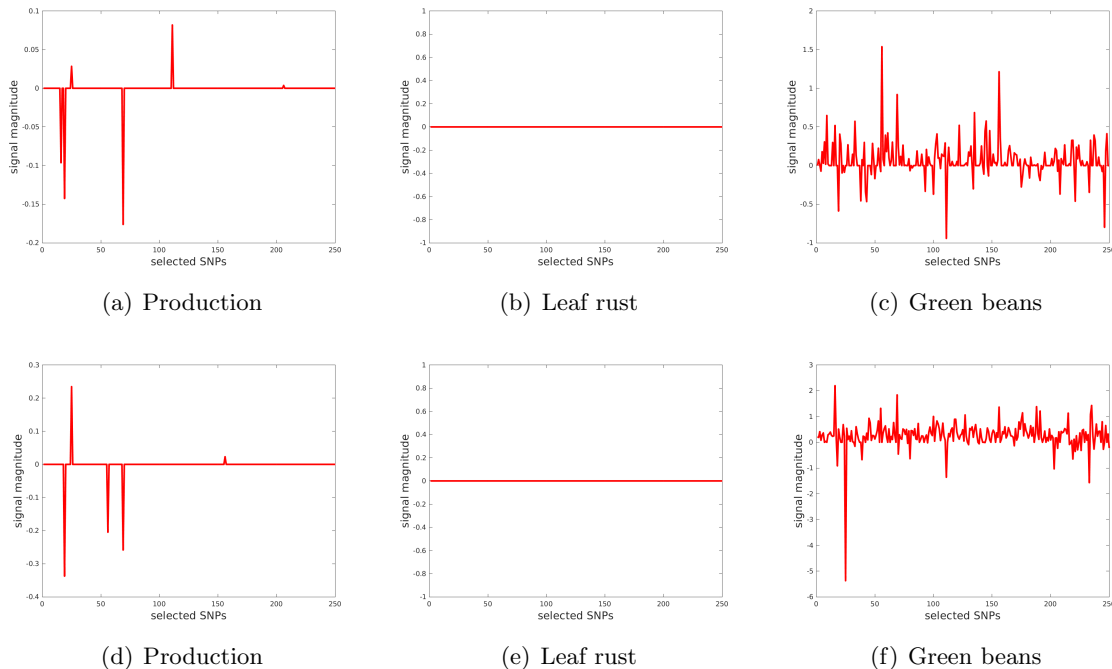 0.1
0.05
0
-0.05
-0.1
-0.15
-0.2
signal magnitude
0 50 100 150 200 250
selected SNPs
(a) Production
1
0.8
0.6
0.4
0.2
0
-0.2
-0.4
-0.6
-0.8
-1
signal magnitude
0 50 100 150 200 250
selected SNPs
(b) Leaf rust
2
1.5
1
0.5
0
-0.5
-1
signal magnitude
0 50 100 150 200 250
selected SNPs
(c) Green beans
0.3
0.2
0.1
0
-0.1
-0.2
-0.3
-0.4
signal magnitude
0 50 100 150 200 250
selected SNPs
(d) Production
1
0.8
0.6
0.4
0.2
0
-0.2
-0.4
-0.6
-0.8
-1
signal magnitude
0 50 100 150 200 250
selected SNPs
(e) Leaf rust
3
2
1
0
-1
-2
-3
-4
-5
-6
signal magnitude
0 50 100 150 200 250
selected SNPs
(f) Green beans